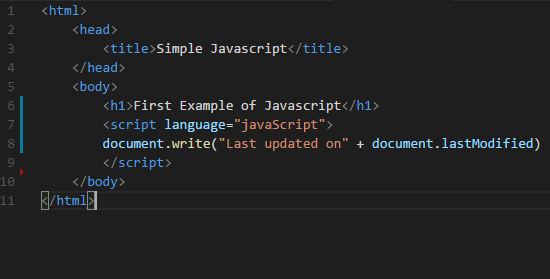 1 <html>
2 <head>
3 <title>Simple Javascript</title>
4 </head>
5 <body>
6 <h1>First Example of Javascript</h1>
7 <script language="javaScript">
8 document.write("Last updated on" + document.lastModified)
9 </script>
10 </body>
11 </html>